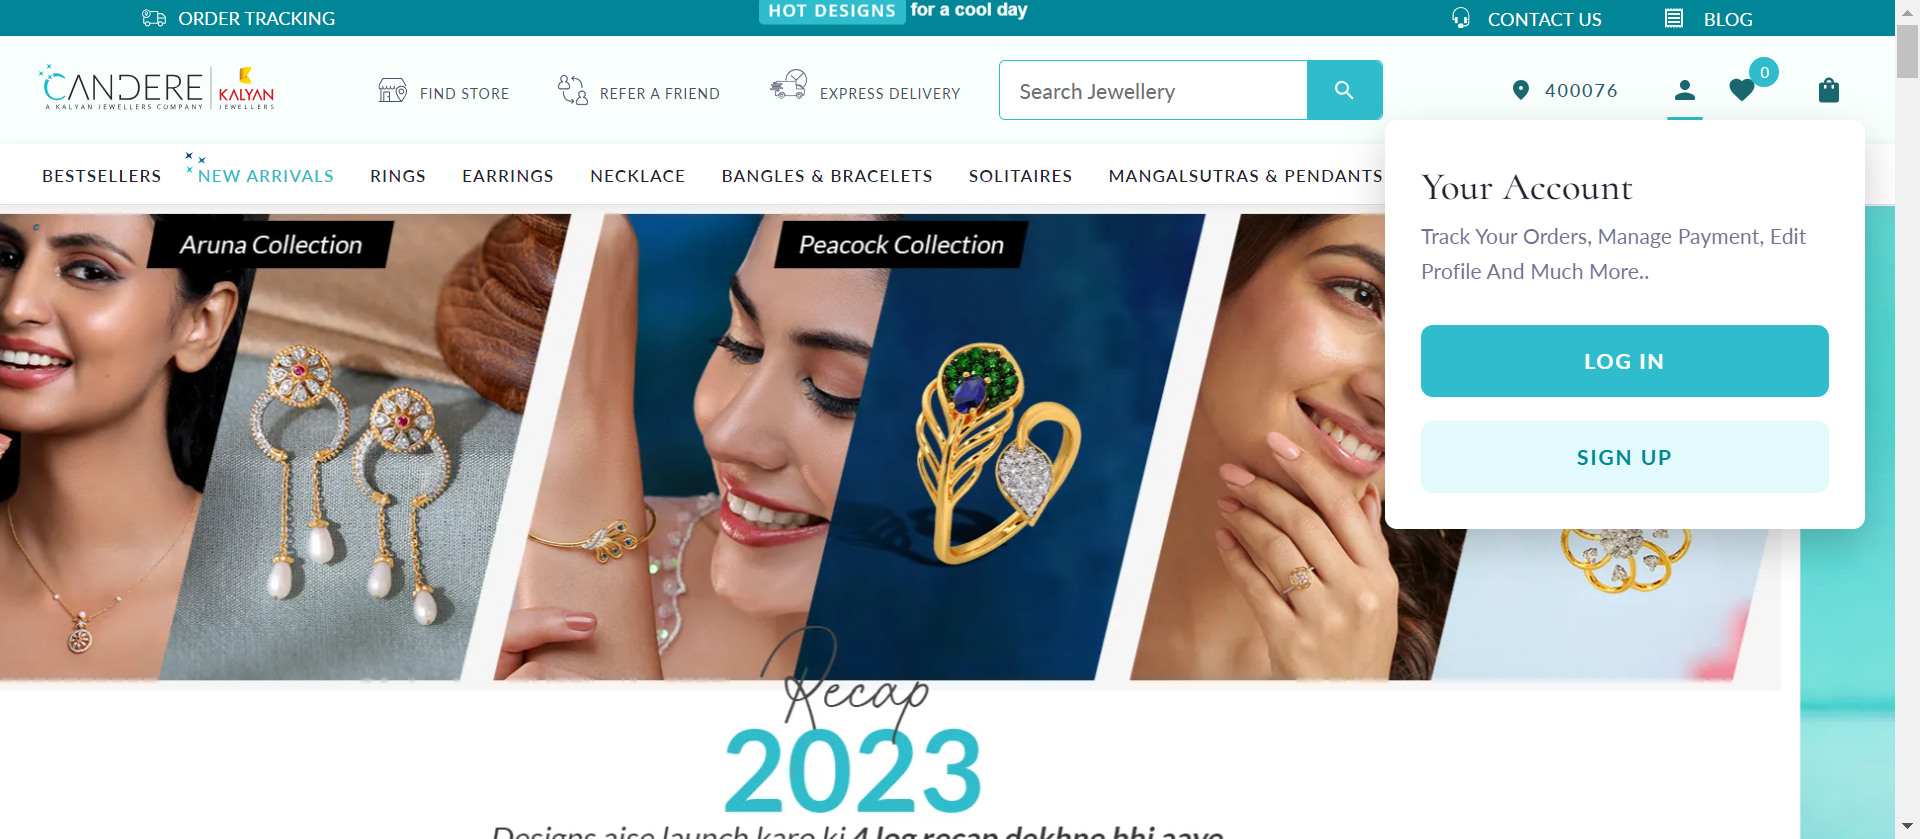 ORDER TRACKING
HOT DESIGNS for a cool day
CONTACT US
BLOG
CANDERE
A KALYAN JEWELLERS COMPANY
KALYAN
JEWELLERS
FIND STORE
REFER A FRIEND
EXPRESS DELIVERY
Search Jewellery
400076
0
BESTSELLERS
NEW ARRIVALS
RINGS
EARRINGS
NECKLACE
BANGLES & BRACELETS
SOLITAIRES
MANGALSUTRAS & PENDANTS
Your Account
Track Your Orders, Manage Payment, Edit
Profile And Much More..
LOG IN
SIGN UP
Aruna Collection
Peacock Collection
Recap
2023
Designs aise launch karo ki 4 log recap dekhne bhi aaye